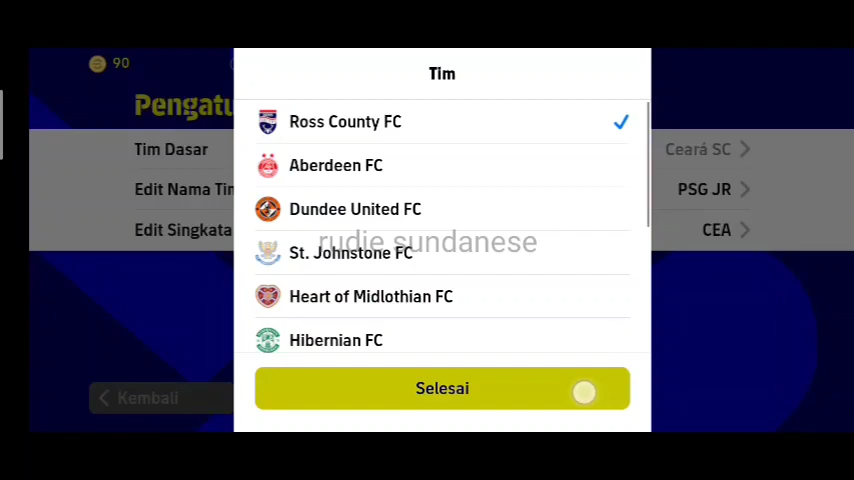 90
Tim
Pengatu
Ross County FC
Tim Dasar
Ceará SC
Aberdeen FC
Edit Nama Tin
PSG JR
Dundee United FC
Edit Singkata
CEA
rudie sundanese
St. Johnstone FC
Heart of Midlothian FC
Hibernian FC
Selesai
Kembali